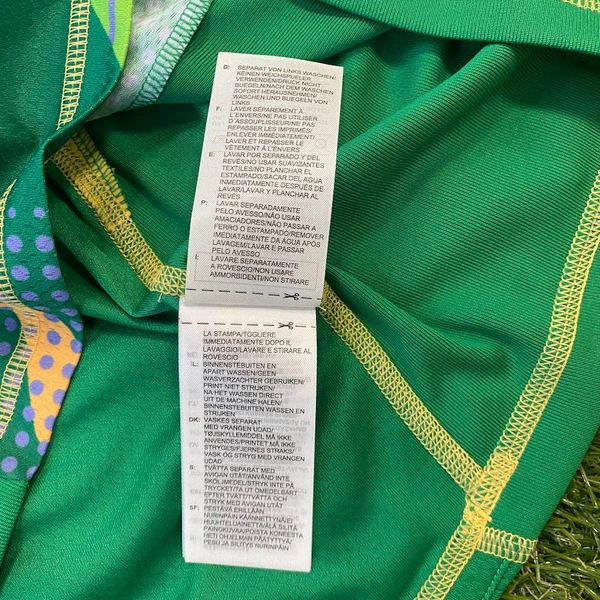 D: SEPARAT VON LINKS WASCHEN/
KEINEN WEICHSPUELER
VERWENDEN/DRUCK NICHT
BUEGELN/NACH DEM WASCHEN
SOFORT HERAUSNEHMEN/
WASCHEN UND BUEGELN VON
LINKS
F: LAVER SÉPAREMENT À
L'ENVERS/NE PAS UTILISER
D'ASSOUPLISSEUR/NE PAS
REPASSER LES IMPRIMÉS/
ENLEVER IMMÉDIATEMENT/
LAVER ET REPASSER LE
VÊTEMENT À L'ENVERS
E: LAVAR POR SEPARADO Y DEL
REVÉS/NO USAR SUAVIZANTES
TEXTILES/NO PLANCHAR EL
ESTAMPADO/SACAR DEL AGUA
INMEDIATAMENTE DESPUÉS DE
LAVAR/LAVAR Y PLANCHAR AL
REVÉS
P: LAVAR SEPARADAMENTE
PELO AVESSO/NÃO USAR
AMACIADORES/NÃO PASSAR A
FERRO O ESTAMPADO/REMOVER
IMEDIATAMENTE DA ÁGUA APÓS
LAVAGEM/LAVAR E PASSAR
PELO AVESSO
I: LAVARE SEPARATAMENTE
A ROVESCIO/NON USARE
AMMORBIDENTI/NON STIRARE
LA STAMPA/TOGLIERE
IMMEDIATAMENTE DOPO IL
LAVAGGIO/LAVARE E STIRARE AL
ROVESCIO
NL: BINNENSTEBUITEN EN
APART WASSEN/GEEN
WASVERZACHTER GEBRUIKEN/
PRINT NIET STRIJKEN/
NA HET WASSEN DIRECT
UIT DE MACHINE HALEN/
BINNENSTEBUITEN WASSEN EN
STRIJKEN
DK: VASKES SEPARAT
MED VRANGEN UDAD/
TØJSKYLLEMIDDEL MÅ IKKE
ANVENDES/PRINTET MÅ IKKE
STRYGES/FJERNES STRAKS/
VASK OG STRYG MED VRANGEN
UDAD
S: TVÄTTA SEPARAT MED
AVIGAN UTÅT/ANVÄND INTE
SKÖLJMEDEL/STRYK INTE PÅ
TRYCKET/TA UT OMEDELBART
EFTER TVÄTT/TVÄTTA OCH
STRYK MED AVIGAN UTÅT
SF: PESTÄVÄ ERILLÄÄN
NURINPÄIN KÄÄNNETTYNÄ/EI
HUUHTELUAINETTA/ÄLÄ SILITÄ
PAINOKUVAA/POISTA KONEESTA
HETI OHJELMAN PÄÄTYTTYÄ/
PESU JA SILITYS NURINPÄIN